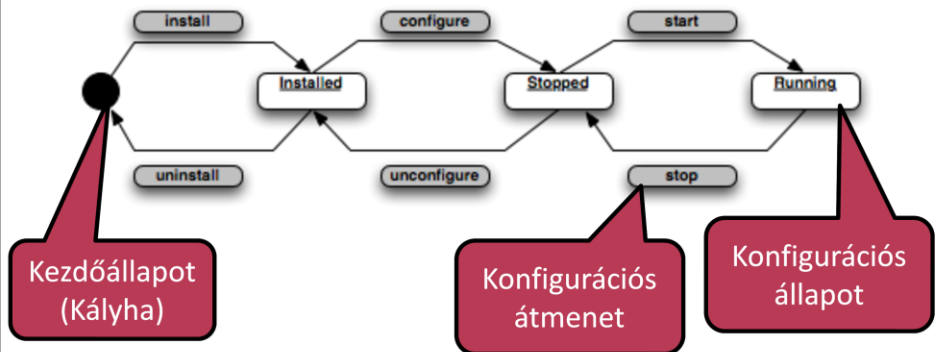 install
configure
start
Installed
Stopped
Running
uninstall
unconfigure
stop
Kezdőállapot
(Kályha)
Konfigurációs
átmenet
Konfigurációs
állapot